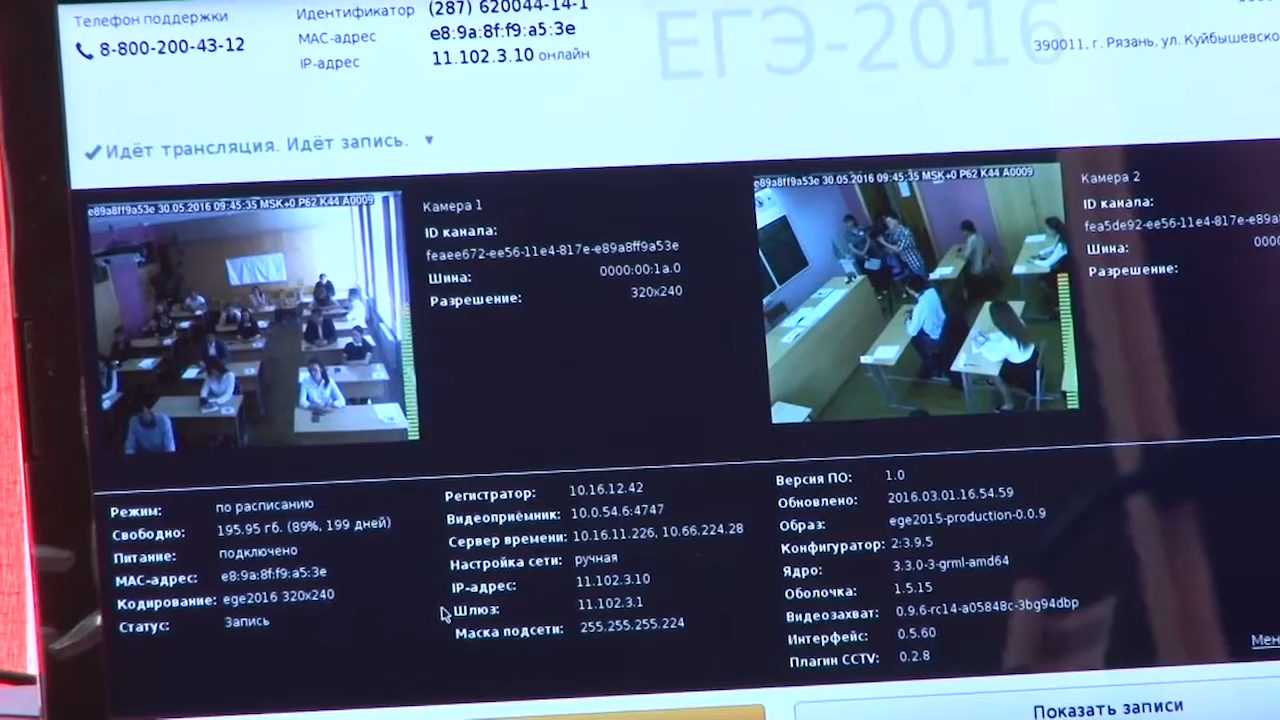 Телефон поддержки
8-800-200-43-12
Идентификатор (287) 620044-14-1
MAC-адрес e8:9a:8f:f9:a5:3e
IP-адрес 11.102.3.10 онлайн
ЕГЭ-2016
390011, г. Рязань, ул. Куйбышевско
Идёт трансляция. Идёт запись.
e89a8ff9a53e 30.05.2016 09:45:35 MSK+0 P62 K44 A0009
Камера 1
ID канала:
feaee672-ee56-11e4-817e-e89a8ff9a53e
Шина: 0000:00:1a.0
Разрешение: 320x240
e89a8ff9a53e 30.05.2016 09:45:35 MSK+0 P62 K44 A0009
Камера 2
ID канала:
fea5de92-ee56-11e4-817e-e89a8
Шина: 0000
Разрешение:
Режим: по расписанию
Свободно: 195.95 гб. (89%, 199 дней)
Питание: подключено
MAC-адрес: e8:9a:8f:f9:a5:3e
Кодирование: ege2016 320x240
Статус: Запись
Регистратор: 10.16.12.42
Видеоприёмник: 10.0.54.6:4747
Сервер времени: 10.16.11.226, 10.66.224.28
Настройка сети: ручная
IP-адрес: 11.102.3.10
Шлюз: 11.102.3.1
Маска подсети: 255.255.255.224
Версия ПО: 1.0
Обновлено: 2016.03.01.16.54.59
Образ: ege2015-production-0.0.9
Конфигуратор: 2:3.9.5
Ядро: 3.3.0-3-grml-amd64
Оболочка: 1.5.15
Видеозахват: 0.9.6-rc14-a05848c-3bg94dbp
Интерфейс: 0.5.60
Плагин CCTV: 0.2.8
Мен
Показать записи